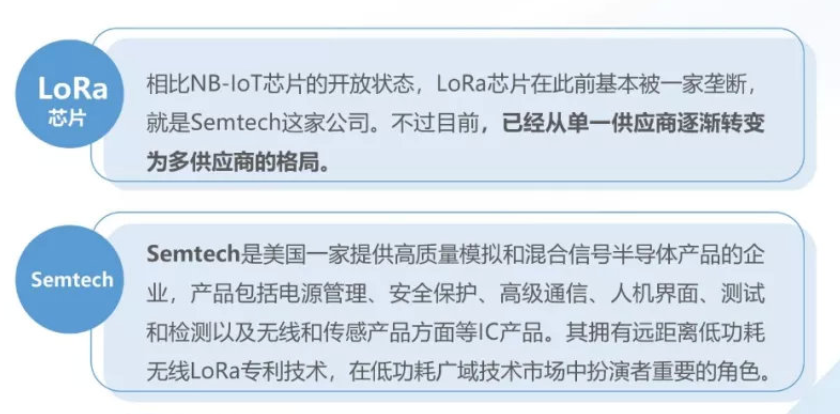 LoRa
芯片
相比NB-IoT芯片的开放状态，LoRa芯片在此前基本被一家垄断，
就是Semtech这家公司。不过目前，已经从单一供应商逐渐转变
为多供应商的格局。
Semtech
Semtech是美国一家提供高质量模拟和混合信号半导体产品的企
业，产品包括电源管理、安全保护、高级通信、人机界面、测试
和检测以及无线和传感产品方面等IC产品。其拥有远距离低功耗
无线LoRa专利技术，在低功耗广域技术市场中扮演者重要的角色。